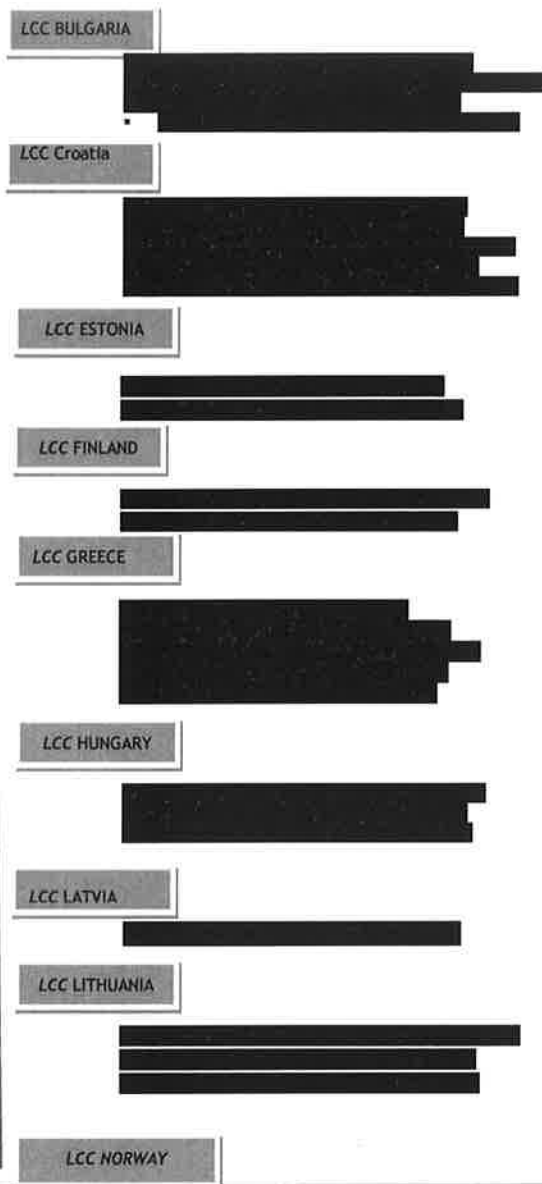 LCC BULGARIA
LCC Croatia
LCC ESTONIA
LCC FINLAND
LCC GREECE
LCC HUNGARY
LCC LATVIA
LCC LITHUANIA
LCC NORWAY